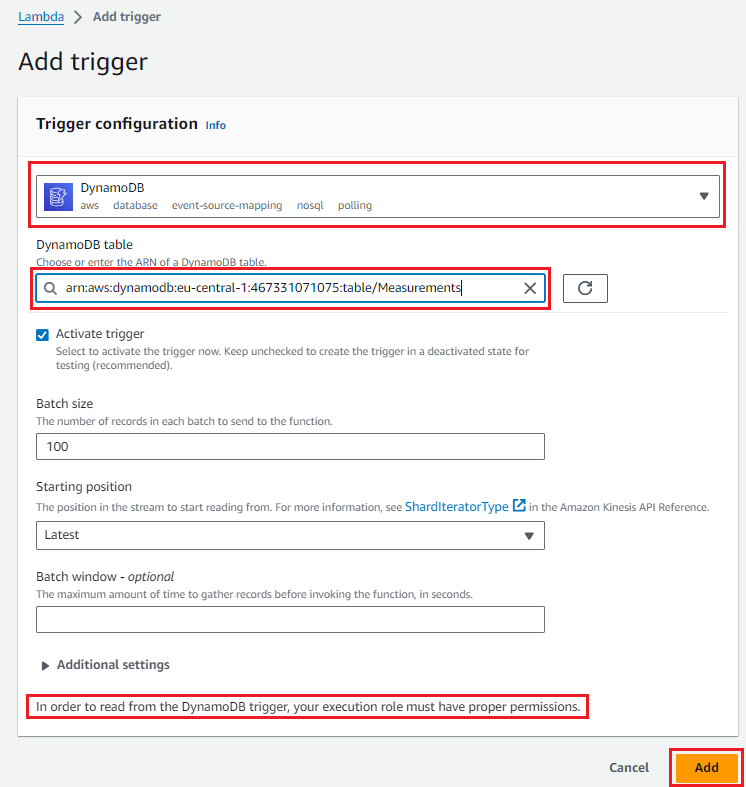 Lambda > Add trigger
Add trigger
Trigger configuration Info
DynamoDB
aws database event-source-mapping nosql polling
DynamoDB table
Choose or enter the ARN of a DynamoDB table.
arn:aws:dynamodb:eu-central-1:467331071075:table/Measurements
Activate trigger
Select to activate the trigger now. Keep unchecked to create the trigger in a deactivated state for
testing (recommended).
Batch size
The number of records in each batch to send to the function.
100
Starting position
The position in the stream to start reading from. For more information, see ShardIteratorType in the Amazon Kinesis API Reference.
Latest
Batch window - optional
The maximum amount of time to gather records before invoking the function, in seconds.
Additional settings
In order to read from the DynamoDB trigger, your execution role must have proper permissions.
Cancel Add